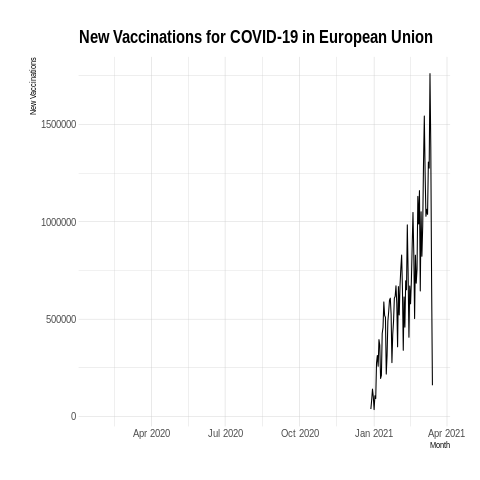 New Vaccinations for COVID-19 in European Union
New Vaccinations
1500000
1000000
500000
0
Apr 2020 Jul 2020 Oct 2020 Jan 2021 Apr 2021
Month